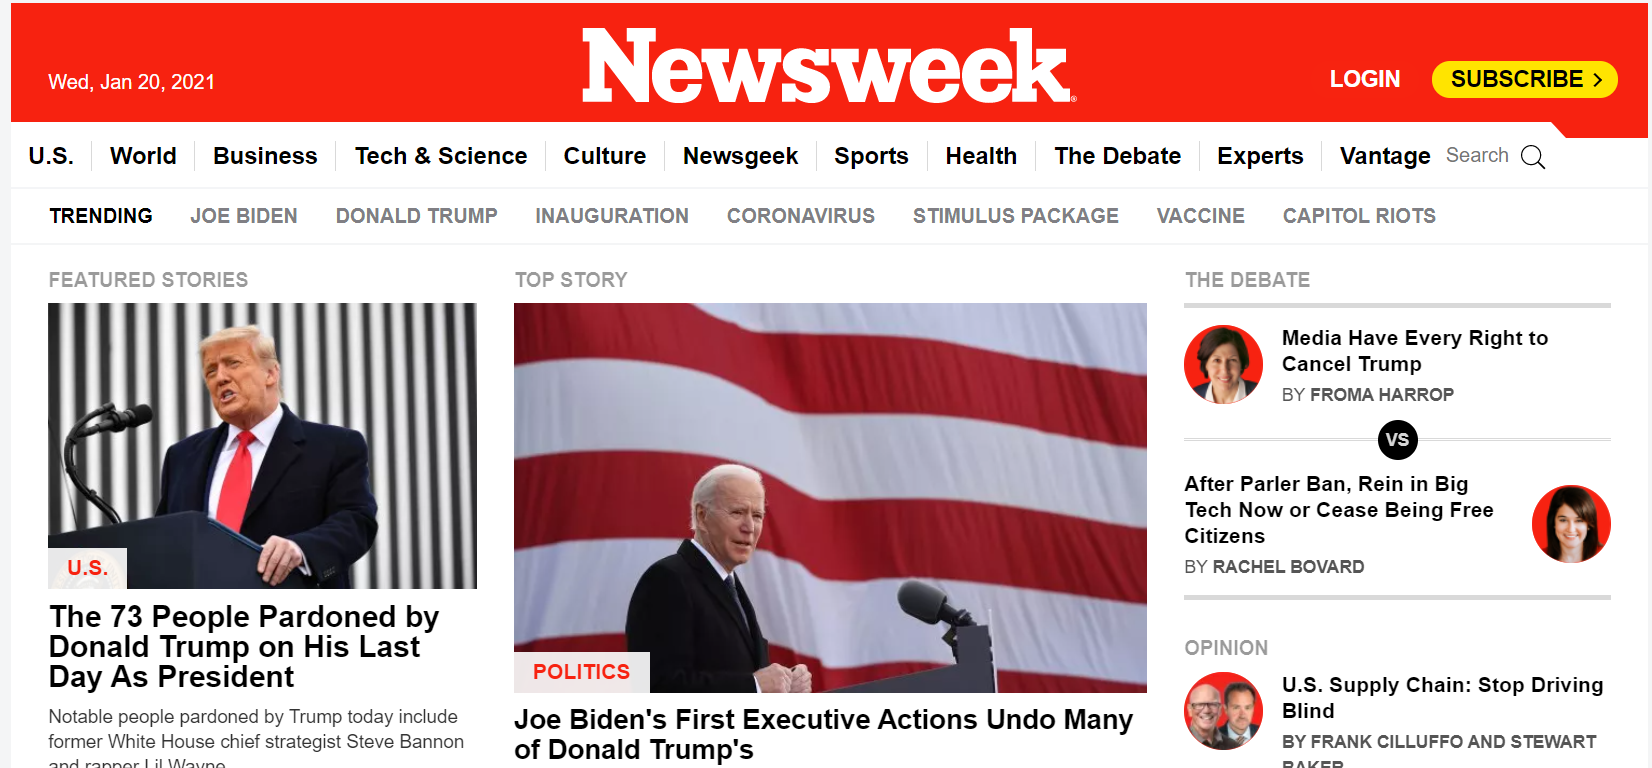 Wed, Jan 20, 2021
Newsweek
LOGIN
SUBSCRIBE
U.S. World Business Tech & Science Culture Newsgeek Sports Health The Debate Experts Vantage Search
TRENDING JOE BIDEN DONALD TRUMP INAUGURATION CORONAVIRUS STIMULUS PACKAGE VACCINE CAPITOL RIOTS
FEATURED STORIES
U.S.
The 73 People Pardoned by
Donald Trump on His Last
Day As President
Notable people pardoned by Trump today include
former White House chief strategist Steve Bannon
and rapper Lil Wayne
TOP STORY
POLITICS
Joe Biden's First Executive Actions Undo Many
of Donald Trump's
THE DEBATE
Media Have Every Right to
Cancel Trump
BY FROMA HARROP
VS
After Parler Ban, Rein in Big
Tech Now or Cease Being Free
Citizens
BY RACHEL BOVARD
OPINION
U.S. Supply Chain: Stop Driving
Blind
BY FRANK CILLUFFO AND STEWART
BAKER